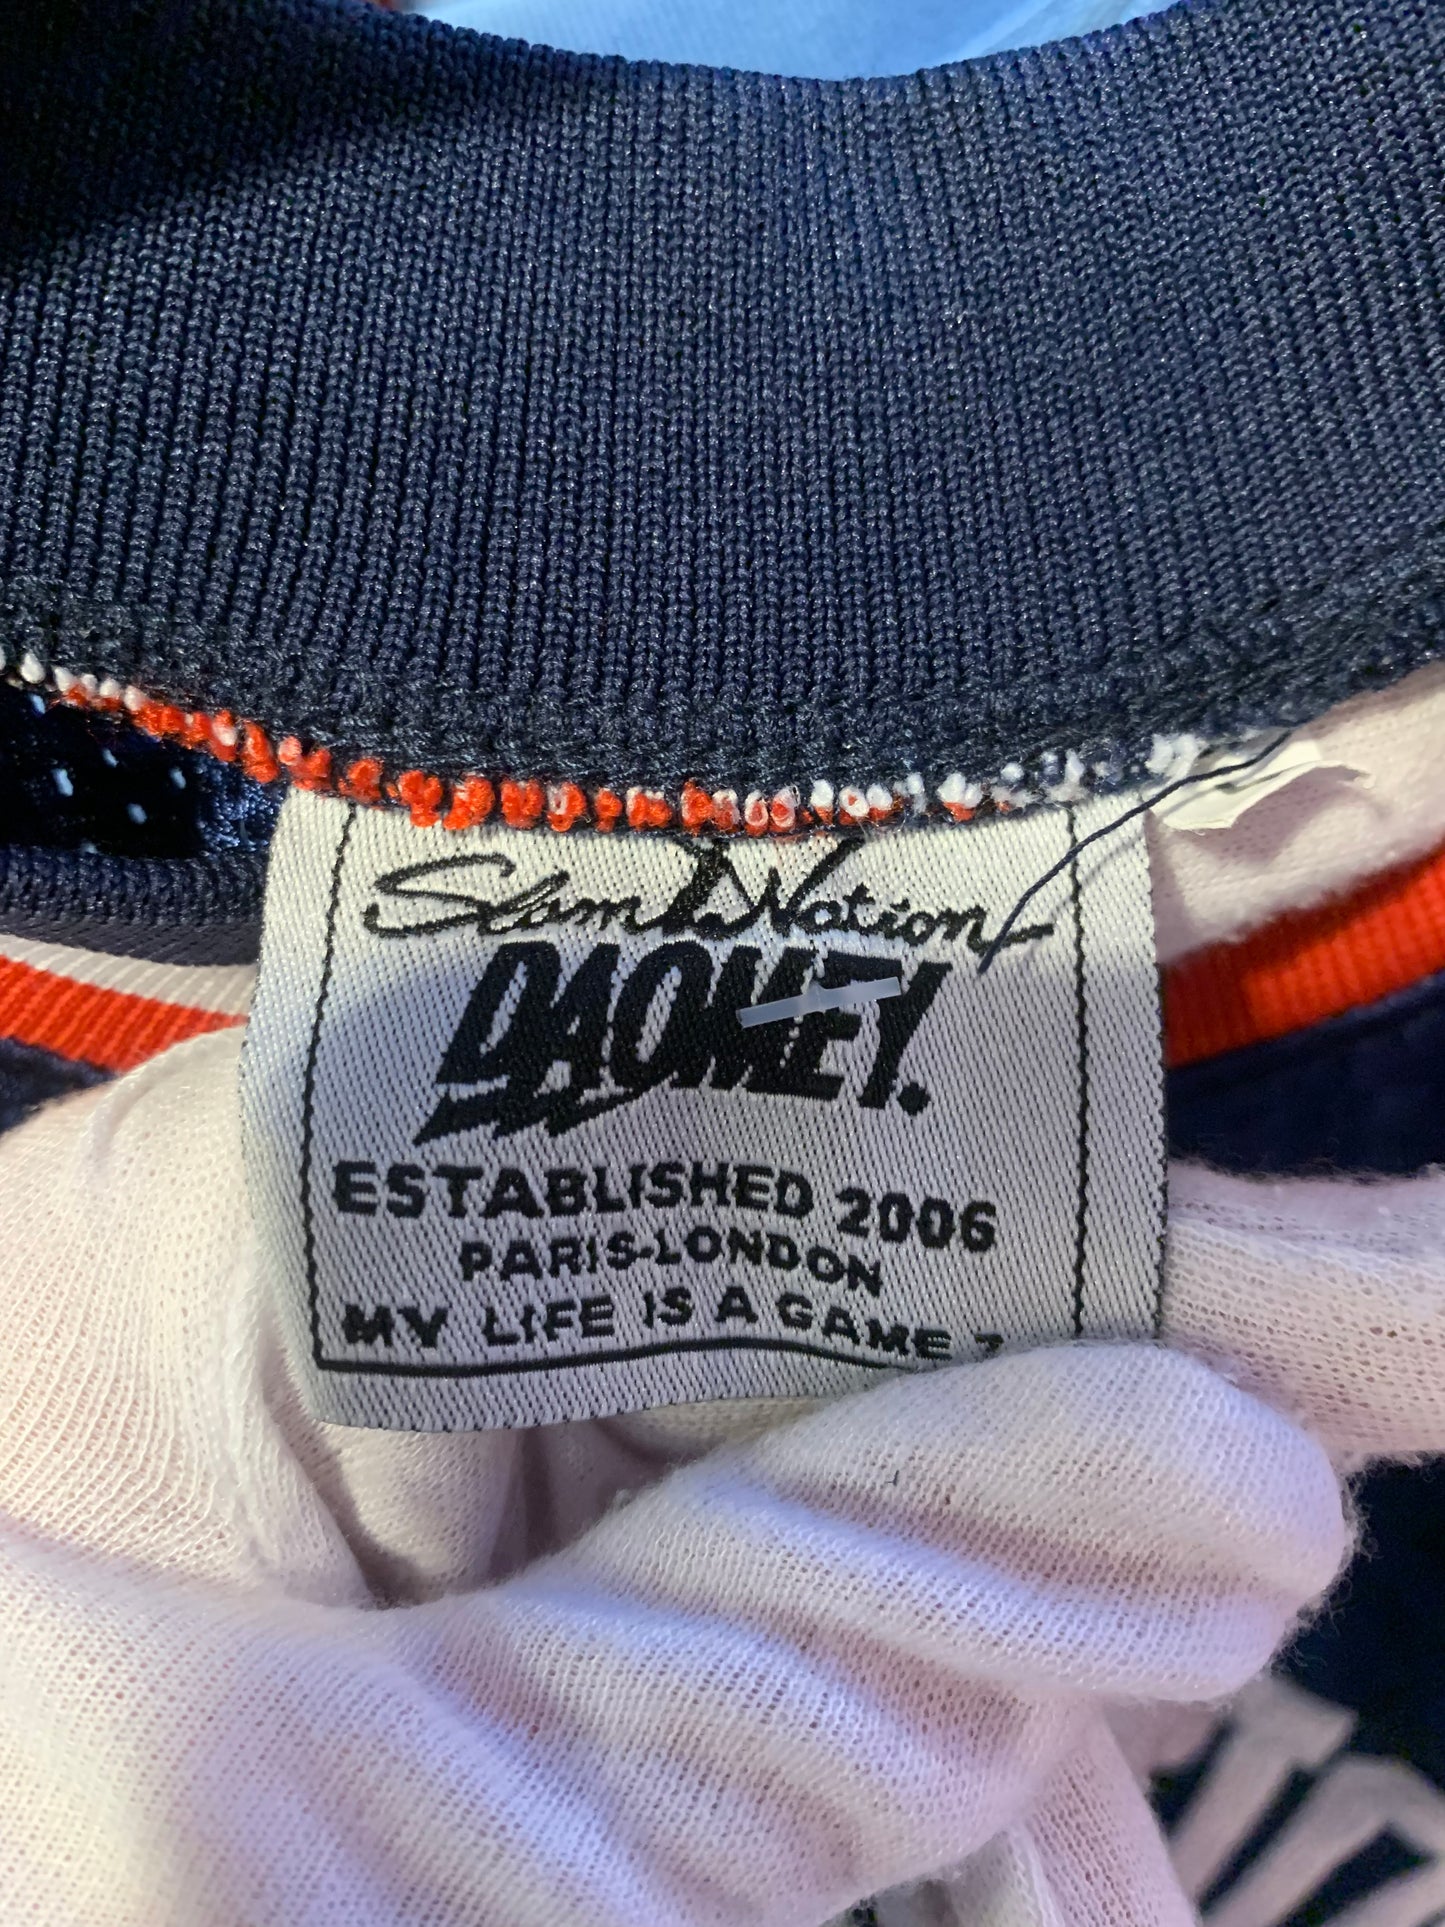 Slam Nation
DAOMEY.
ESTABLISHED 2006
PARIS-LONDON
MY LIFE IS A GAME